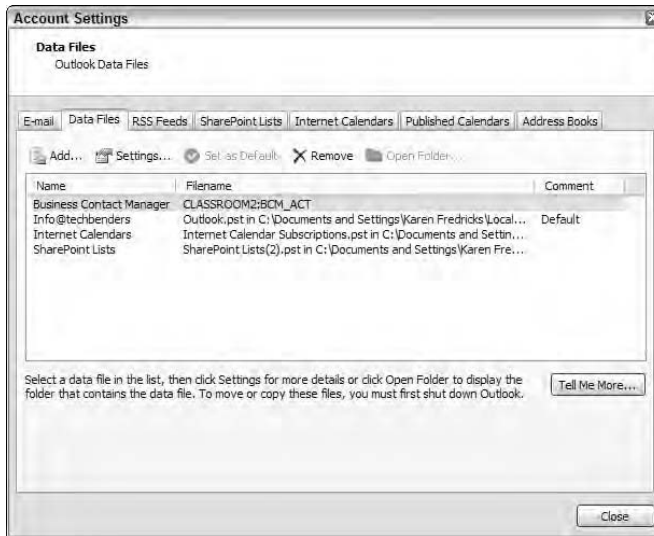 Account Settings
Data Files
Outlook Data Files
E-mail Data Files RSS Feeds SharePoint Lists Internet Calendars Published Calendars Address Books
Add... Settings... Set as Default Remove Open Folder...
Name Filename Comment
Business Contact Manager CLASSROOM2:BCM_ACT
Info@techbenders Outlook.pst in C:\Documents and Settings\Karen Fredricks\Local... Default
Internet Calendars Internet Calendar Subscriptions.pst in C:\Documents and Settin...
SharePoint Lists SharePoint Lists(2).pst in C:\Documents and Settings\Karen Fre...
Select a data file in the list, then click Settings for more details or click Open Folder to display the
folder that contains the data file. To move or copy these files, you must first shut down Outlook.
Tell Me More...
Close